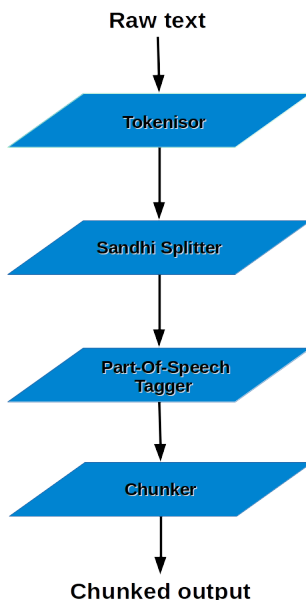 Raw text
Tokenisor
Sandhi Splitter
Part-Of-Speech
Tagger
Chunker
Chunked output